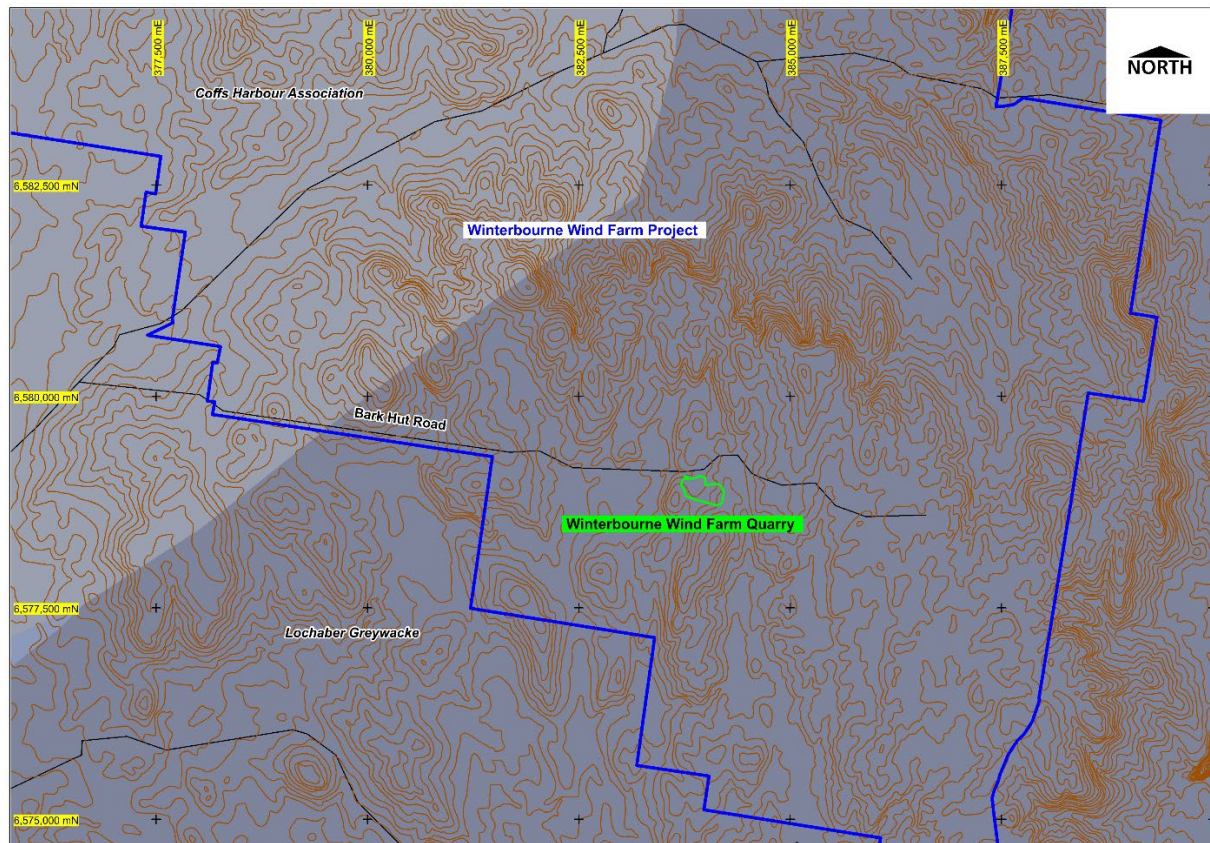 377,500 mE
380,000 mE
382,500 mE
385,000 mE
387,500 mE
NORTH
Coffs Harbour Association
6,582,500 mN
Winterbourne Wind Farm Project
6,580,000 mN
Bark Hut Road
Winterbourne Wind Farm Quarry
6,577,500 mN
Lochaber Greywacke
6,575,000 mN